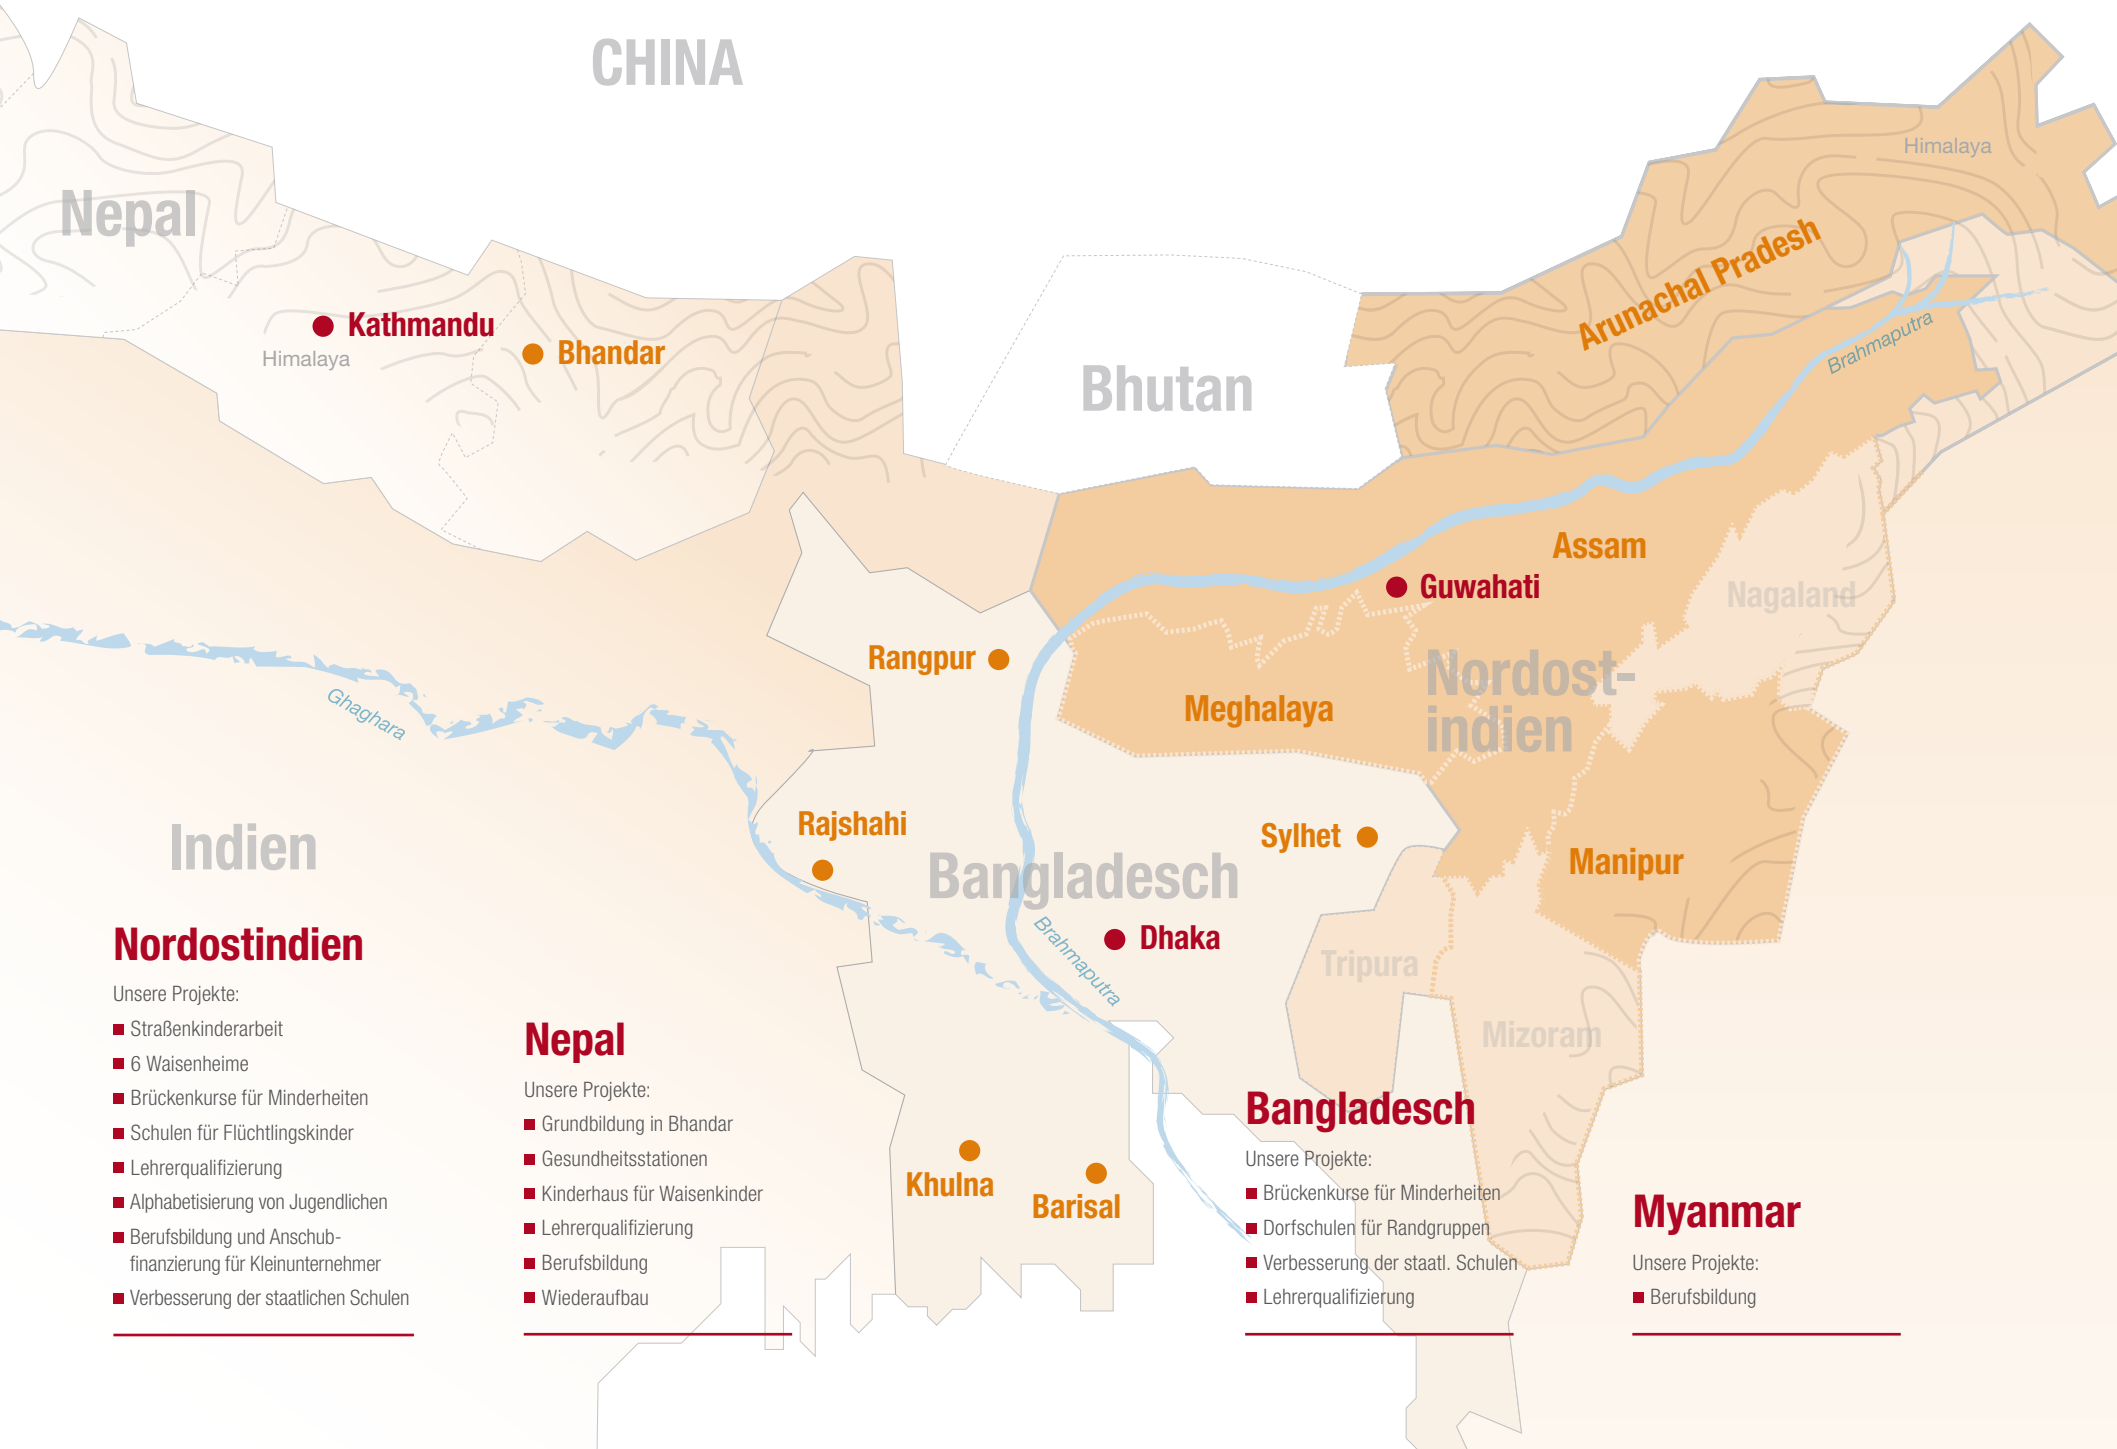 CHINA
Himalaya
Nepal
Arunachal Pradesh
Kathmandu
Himalaya
Bhandar
Brahmaputra
Bhutan
Assam
Guwahati
Nagaland
Rangpur
Nordost-
indien
Meghalaya
Ghaghara
Rajshahi
Sylhet
Indien
Bangladesch
Manipur
Brahmaputra
Dhaka
Tripura
Mizoram
Khulna
Barisal
Nordostindien
Unsere Projekte:
Straßenkinderarbeit
6 Waisenheime
Brückenkurse für Minderheiten
Schulen für Flüchtlingskinder
Lehrerqualifizierung
Alphabetisierung von Jugendlichen
Berufsbildung und Anschub-
finanzierung für Kleinunternehmer
Verbesserung der staatlichen Schulen
Nepal
Unsere Projekte:
Grundbildung in Bhandar
Gesundheitsstationen
Kinderhaus für Waisenkinder
Lehrerqualifizierung
Berufsbildung
Wiederaufbau
Bangladesch
Unsere Projekte:
Brückenkurse für Minderheiten
Dorfschulen für Randgruppen
Verbesserung der staatl. Schulen
Lehrerqualifizierung
Myanmar
Unsere Projekte:
Berufsbildung